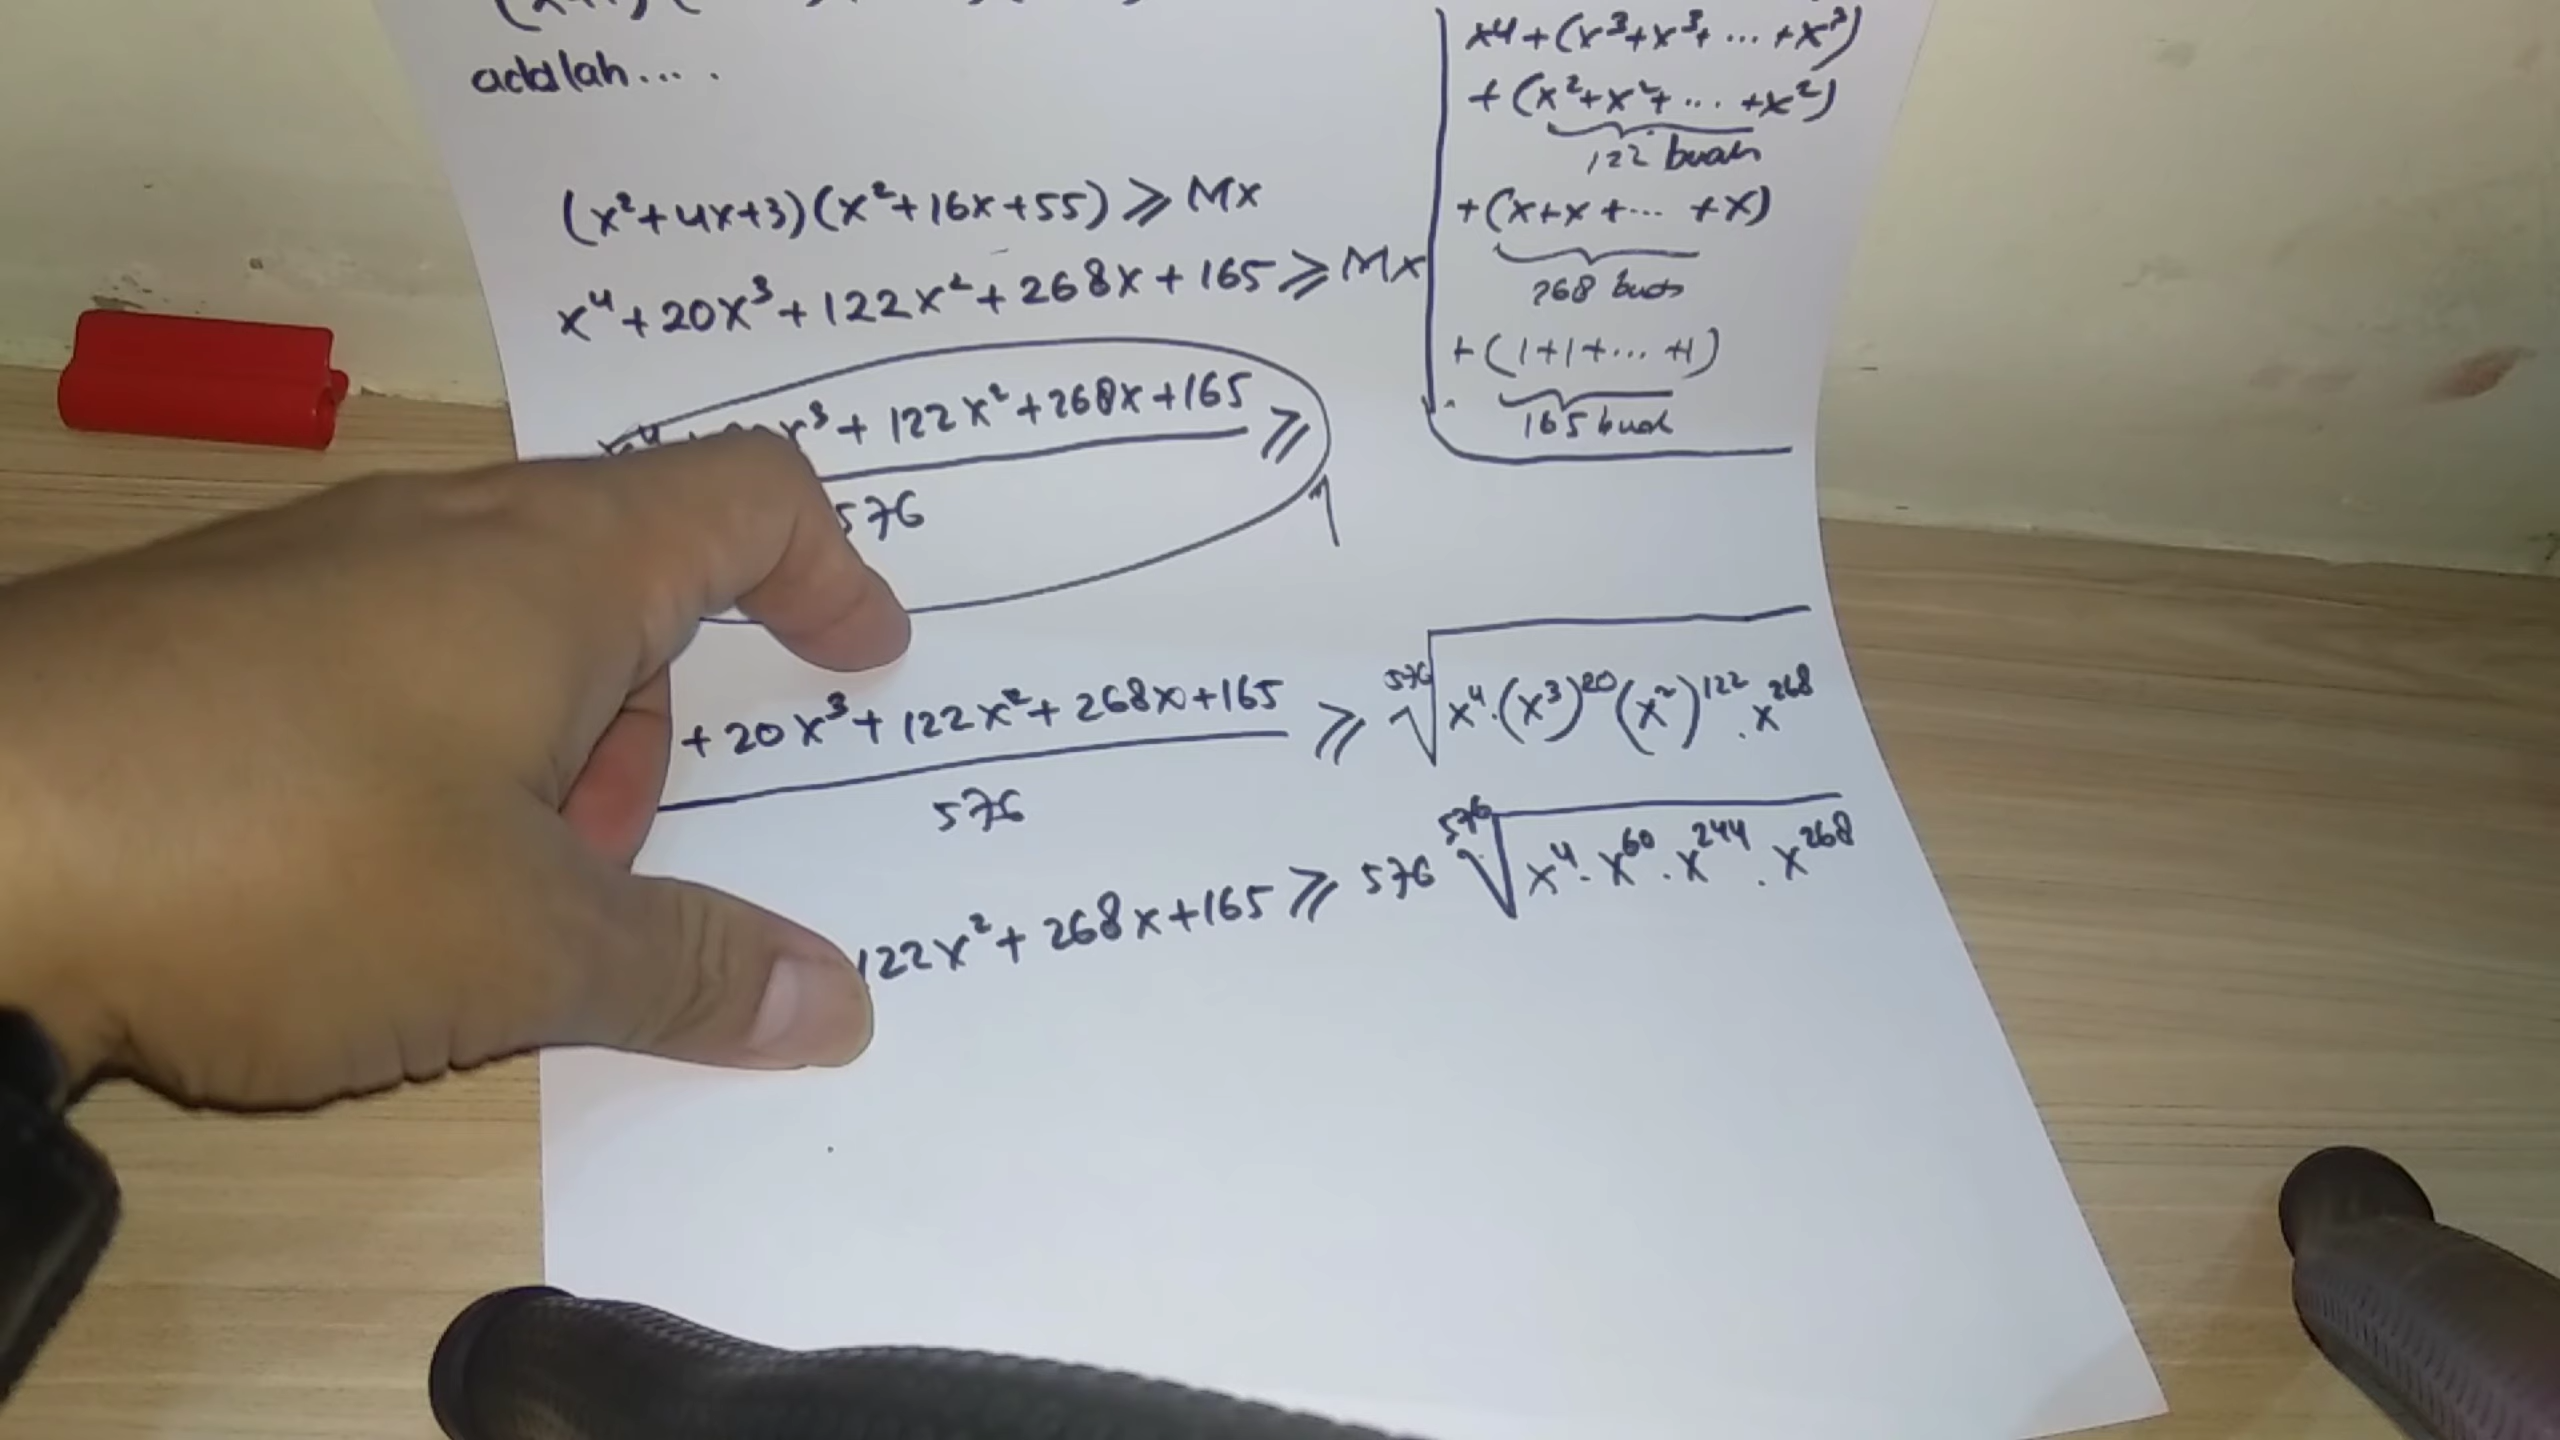 adalah....
(x²+4x+3)(x²+16x+55) ⩾ Mx
x⁴+20x³+122x²+268x+165 ⩾ Mx
x³+122x²+268x+165 ⩾
576
+20x³+122x²+268x+165 ⩾ ⁵⁷⁶√x⁴.(x³)²⁰(x²)¹²².x²⁶⁸
576
122x²+268x+165 ⩾ 576 ⁵⁷⁶√x⁴.x⁶⁰.x²⁴⁴.x²⁶⁸
x4+(x³+x³+...+x³)
+(x²+x²+...+x²)
122 buah
+(x+x+...+x)
268 buah
+(1+1+...+1)
165 buah